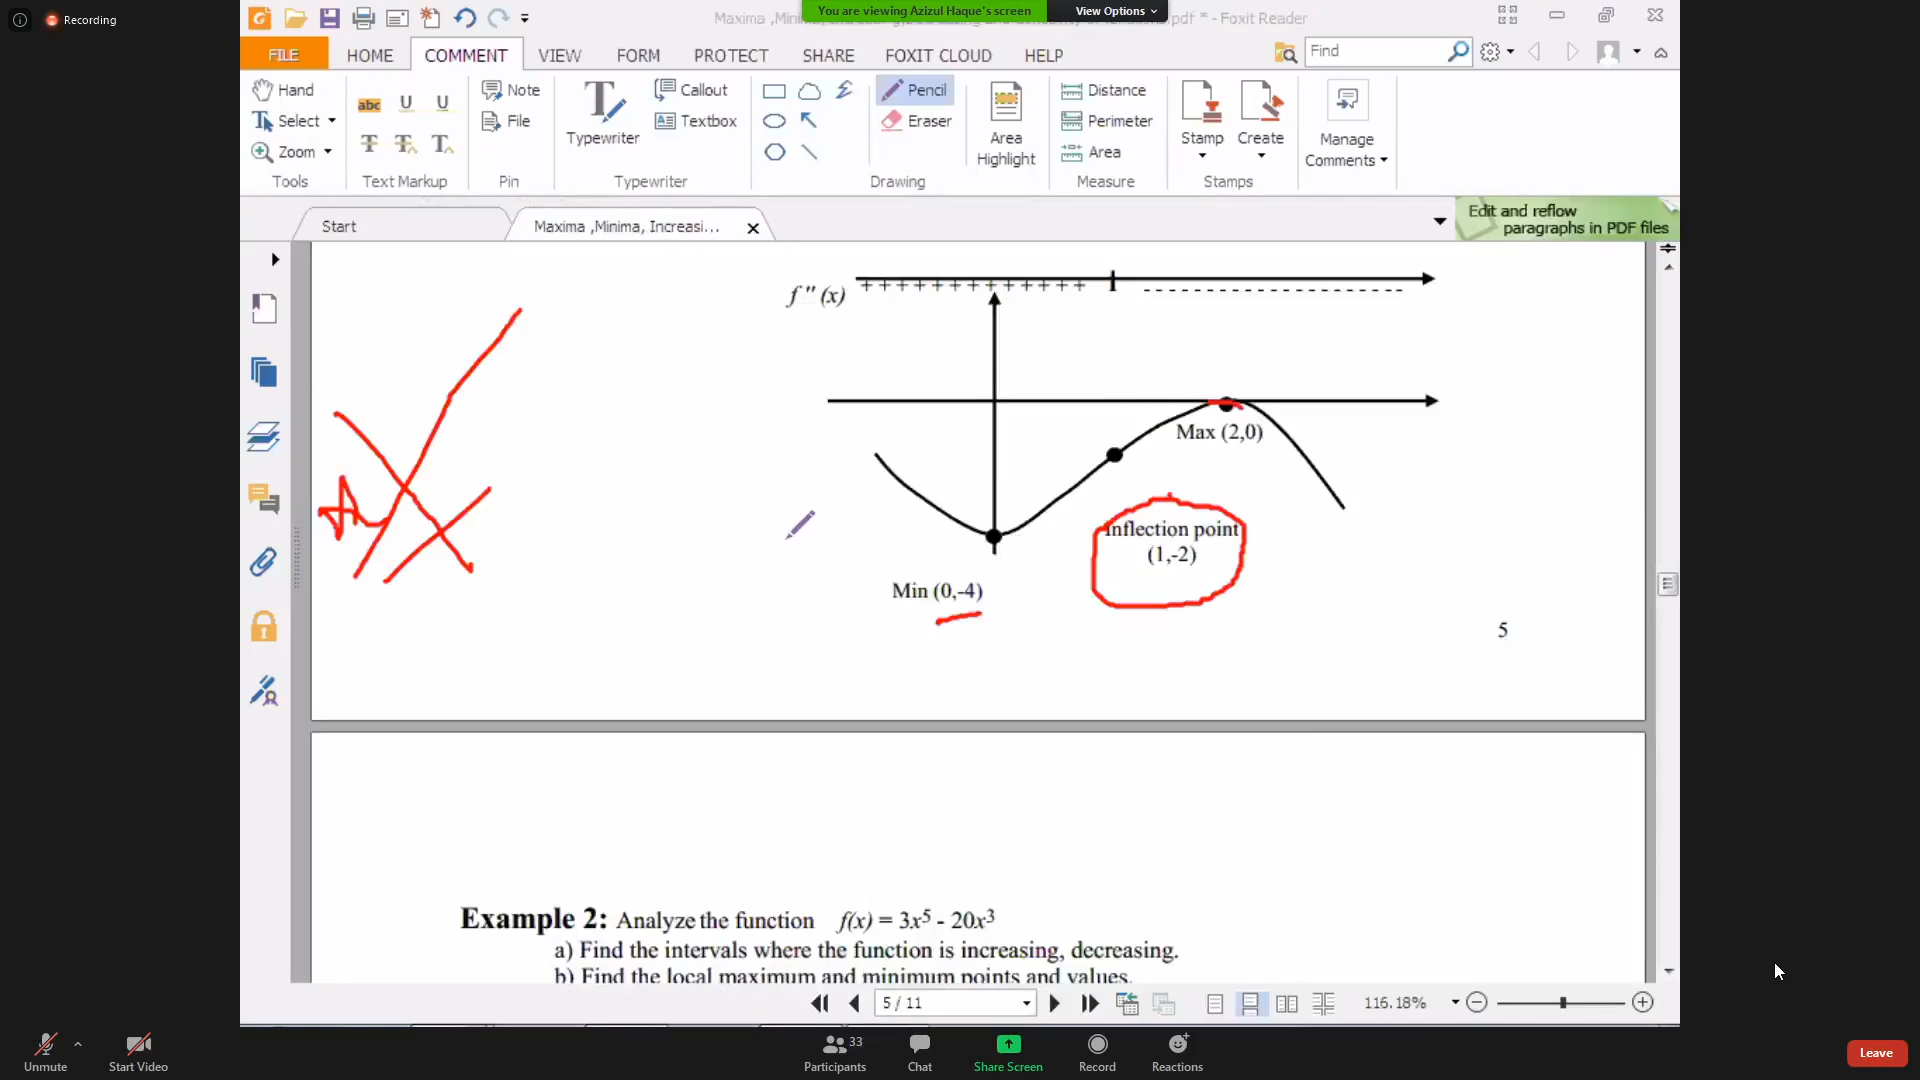 Recording
You are viewing Azizul Haque's screen
View Options
Maxima ,Mini
pdf * - Foxit Reader
FILE
HOME
COMMENT
VIEW
FORM
PROTECT
SHARE
FOXIT CLOUD
HELP
Find
Hand
Select
Zoom
Tools
abc
U
U
T
T
T
Text Markup
Note
File
Pin
Typewriter
Callout
Textbox
Typewriter
Pencil
Eraser
Drawing
Area
Highlight
Distance
Perimeter
Area
Measure
Stamp
Create
Stamps
Manage
Comments
Start
Maxima ,Minima, Increasi...
Edit and reflow
paragraphs in PDF files
f "(x)
+ + + + + + + + + + + + +
1
- - - - - - - - - - - - - - - - - - - - - - - - - - -
Max (2,0)
Inflection point
(1,-2)
Min (0,-4)
5
Example 2: Analyze the function f(x) = 3x⁵ - 20x³
a) Find the intervals where the function is increasing, decreasing.
b) Find the local maximum and minimum points and values.
5 / 11
116.18%
Unmute
Start Video
33
Participants
Chat
Share Screen
Record
Reactions
Leave